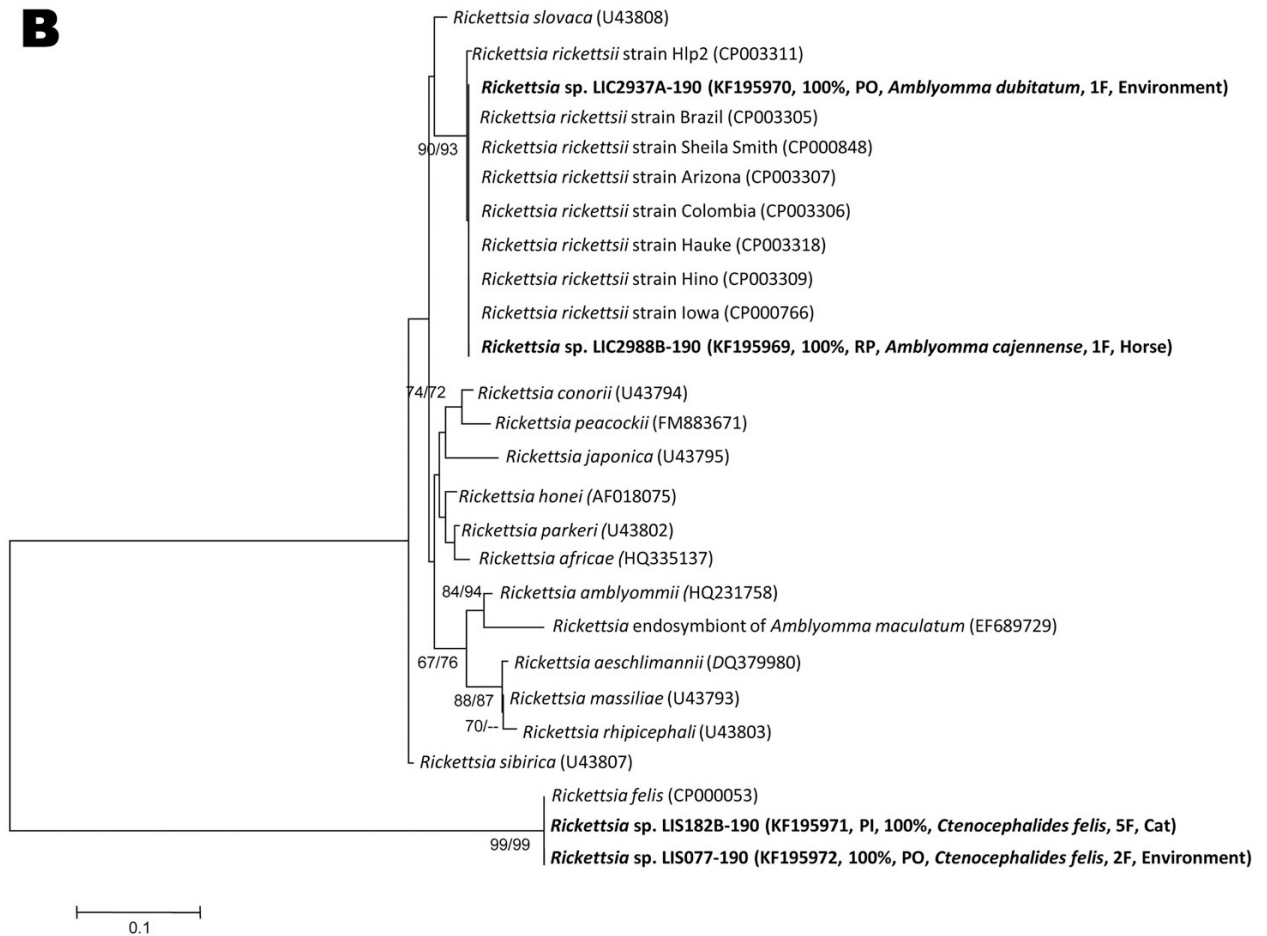 B
Rickettsia slovaca (U43808)
Rickettsia rickettsii strain Hlp2 (CP003311)
Rickettsia sp. LIC2937A-190 (KF195970, 100%, PO, Amblyomma dubitatum, 1F, Environment)
Rickettsia rickettsii strain Brazil (CP003305)
90/93
Rickettsia rickettsii strain Sheila Smith (CP000848)
Rickettsia rickettsii strain Arizona (CP003307)
Rickettsia rickettsii strain Colombia (CP003306)
Rickettsia rickettsii strain Hauke (CP003318)
Rickettsia rickettsii strain Hino (CP003309)
Rickettsia rickettsii strain Iowa (CP000766)
Rickettsia sp. LIC2988B-190 (KF195969, 100%, RP, Amblyomma cajennense, 1F, Horse)
74/72
Rickettsia conorii (U43794)
Rickettsia peacockii (FM883671)
Rickettsia japonica (U43795)
Rickettsia honei (AF018075)
Rickettsia parkeri (U43802)
Rickettsia africae (HQ335137)
84/94
Rickettsia amblyommii (HQ231758)
Rickettsia endosymbiont of Amblyomma maculatum (EF689729)
67/76
Rickettsia aeschlimannii (DQ379980)
88/87
Rickettsia massiliae (U43793)
70/--
Rickettsia rhipicephali (U43803)
Rickettsia sibirica (U43807)
Rickettsia felis (CP000053)
Rickettsia sp. LIS182B-190 (KF195971, PI, 100%, Ctenocephalides felis, 5F, Cat)
99/99
Rickettsia sp. LIS077-190 (KF195972, 100%, PO, Ctenocephalides felis, 2F, Environment)
0.1